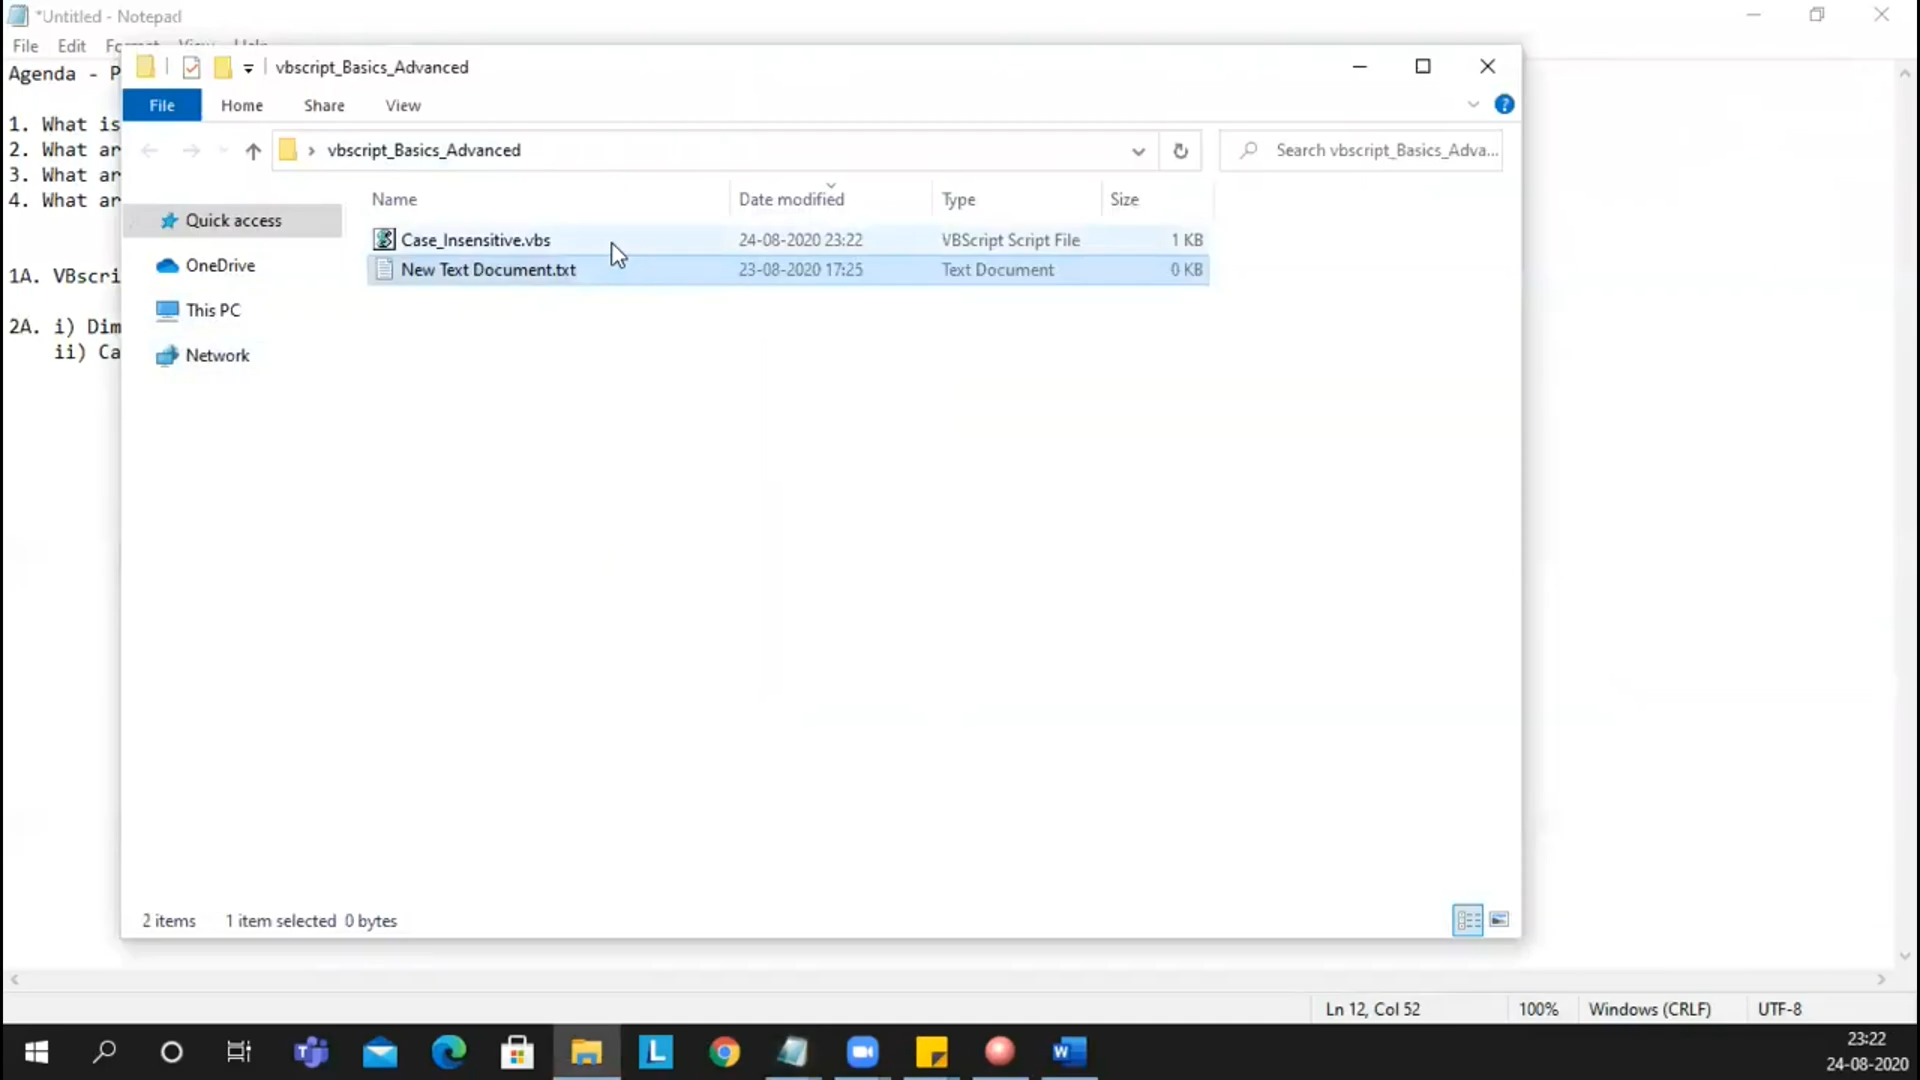 *Untitled - Notepad
File Edit Format View Help
Agenda - P
1. What is
2. What ar
3. What ar
4. What ar
1A. VBscri
2A. i) Dim
ii) Ca
vbscript_Basics_Advanced
File Home Share View
vbscript_Basics_Advanced
Search vbscript_Basics_Adva...
Name Date modified Type Size
Quick access
OneDrive
This PC
Network
Case_Insensitive.vbs 24-08-2020 23:22 VBScript Script File 1 KB
New Text Document.txt 23-08-2020 17:25 Text Document 0 KB
2 items 1 item selected 0 bytes
Ln 12, Col 52 100% Windows (CRLF) UTF-8
23:22
24-08-2020